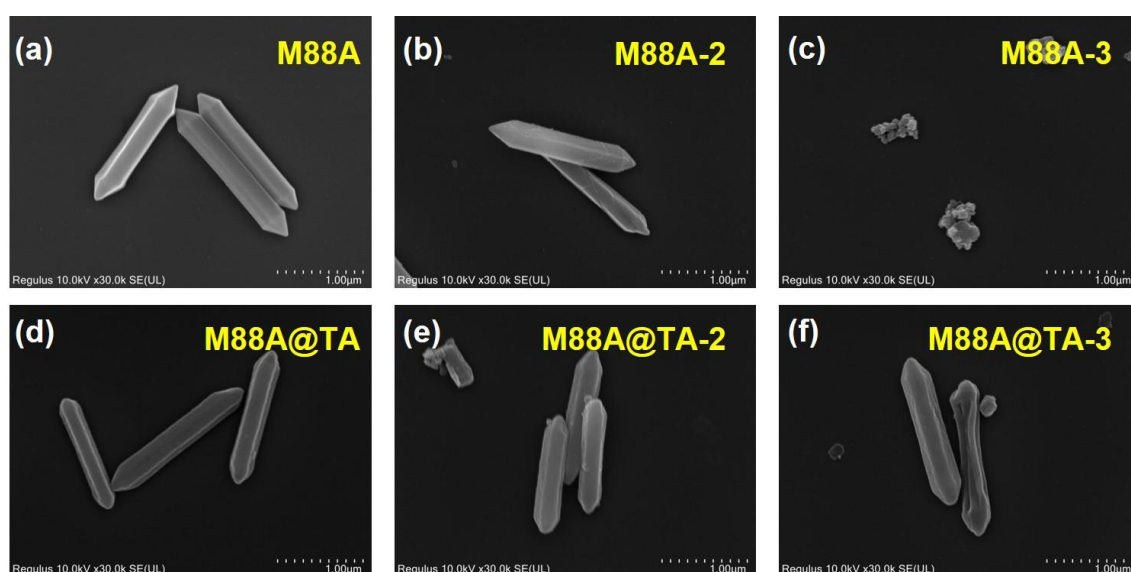 (a) M88A
Regulus 10.0kV x30.0k SE(UL) 1.00μm
(b) M88A-2
Regulus 10.0kV x30.0k SE(UL) 1.00μm
(c) M88A-3
Regulus 10.0kV x30.0k SE(UL) 1.00μm
(d) M88A@TA
Regulus 10.0kV x30.0k SE(UL) 1.00μm
(e) M88A@TA-2
Regulus 10.0kV x30.0k SE(UL) 1.00μm
(f) M88A@TA-3
Regulus 10.0kV x30.0k SE(UL) 1.00μm